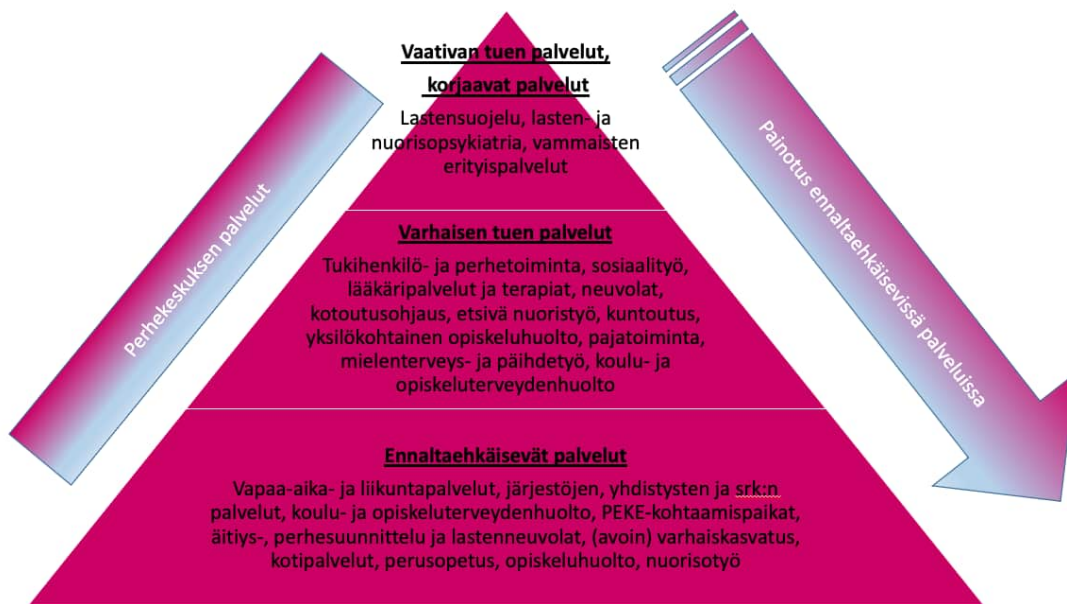 Vaativan tuen palvelut,
korjaavat palvelut
Lastensuojelu, lasten- ja
nuorisopsykiatria, vammaisten
erityispalvelut
Perhekeskuksen palvelut
Painotus ennaltaehkäisevissä palveluissa
Varhaisen tuen palvelut
Tukihenkilö- ja perhetoiminta, sosiaalityö,
lääkäripalvelut ja terapiat, neuvolat,
kotoutusohjaus, etsivä nuoristyö, kuntoutus,
yksilökohtainen opiskeluhuolto, pajatoiminta,
mielenterveys- ja päihdetyö, koulu- ja
opiskeluterveydenhuolto
Ennaltaehkäisevät palvelut
Vapaa-aika- ja liikuntapalvelut, järjestöjen, yhdistysten ja srk:n
palvelut, koulu- ja opiskeluterveydenhuolto, PEKE-kohtaamispaikat,
äitiys-, perhesuunnittelu ja lastenneuvolat, (avoin) varhaiskasvatus,
kotipalvelut, perusopetus, opiskeluhuolto, nuorisotyö